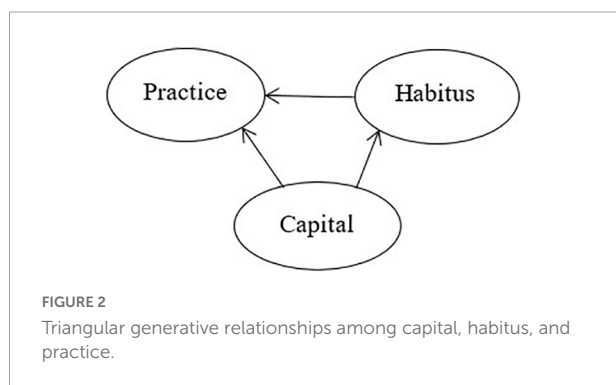 Practice
Habitus
Capital
FIGURE 2
Triangular generative relationships among capital, habitus, and
practice.